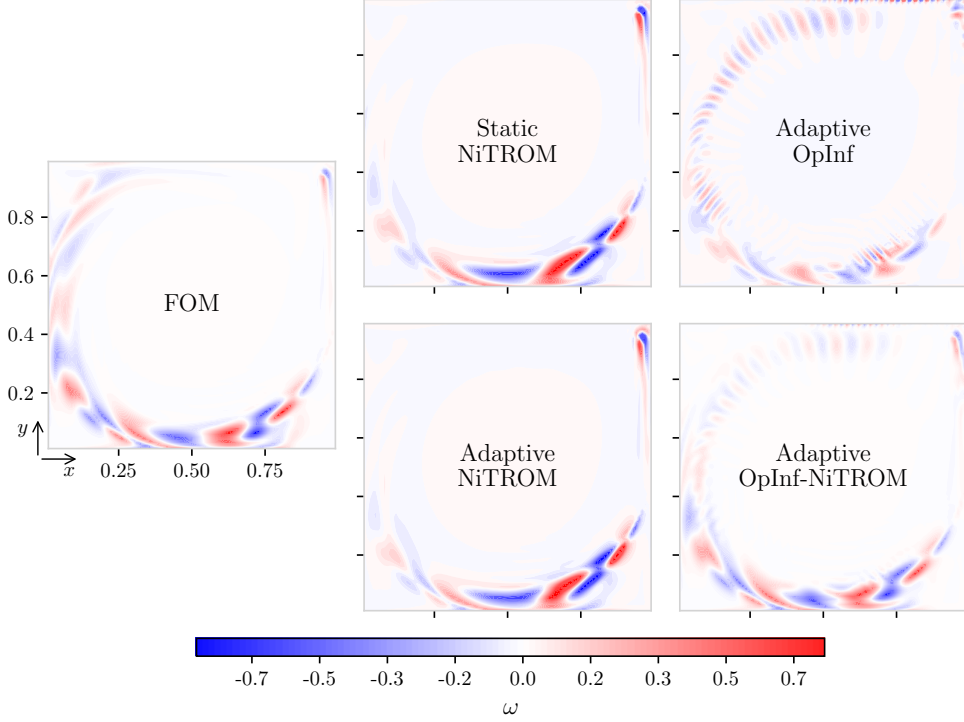 Static
NiTROM
Adaptive
OpInf
FOM
0.8
0.6
0.4
0.2
y
x
0.25
0.50
0.75
Adaptive
NiTROM
Adaptive
OpInf-NiTROM
-0.7
-0.5
-0.3
-0.2
0.0
0.2
0.3
0.5
0.7
ω